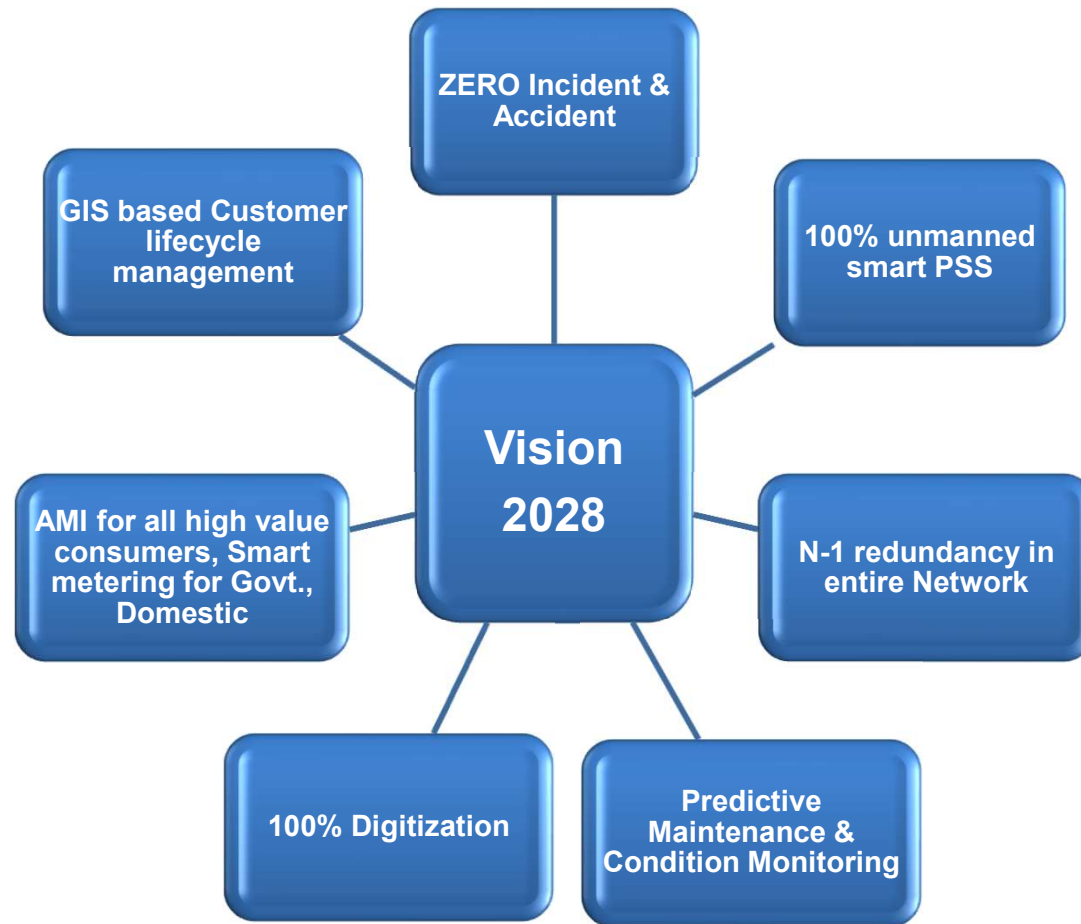 ZERO Incident &
Accident
GIS based Customer
lifecycle
management
100% unmanned
smart PSS
Vision
2028
AMI for all high value
consumers, Smart
metering for Govt.,
Domestic
N-1 redundancy in
entire Network
100% Digitization
Predictive
Maintenance &
Condition Monitoring